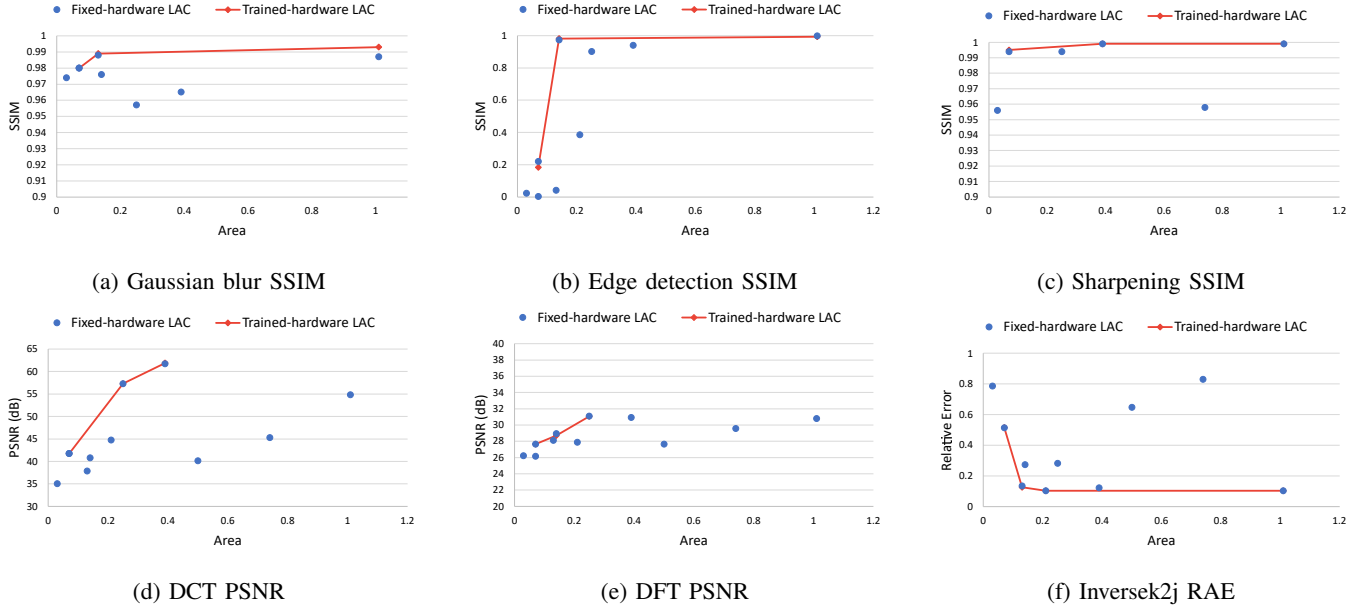 Fixed-hardware LAC Trained-hardware LAC
1
0.99
0.98
0.97
0.96
0.95
0.94
0.93
0.92
0.91
0.9
SSIM
0 0.2 0.4 0.6 0.8 1
Area
(a) Gaussian blur SSIM
Fixed-hardware LAC Trained-hardware LAC
1
0.8
0.6
0.4
0.2
0
SSIM
0 0.2 0.4 0.6 0.8 1 1.2
Area
(b) Edge detection SSIM
Fixed-hardware LAC Trained-hardware LAC
1
0.99
0.98
0.97
0.96
0.95
0.94
0.93
0.92
0.91
0.9
SSIM
0 0.2 0.4 0.6 0.8 1 1.2
Area
(c) Sharpening SSIM
Fixed-hardware LAC Trained-hardware LAC
65
60
55
50
45
40
35
30
PSNR (dB)
0 0.2 0.4 0.6 0.8 1 1.2
Area
(d) DCT PSNR
Fixed-hardware LAC Trained-hardware LAC
40
38
36
34
32
30
28
26
24
22
20
PSNR (dB)
0 0.2 0.4 0.6 0.8 1 1.2
Area
(e) DFT PSNR
Fixed-hardware LAC Trained-hardware LAC
1
0.8
0.6
0.4
0.2
0
Relative Error
0 0.2 0.4 0.6 0.8 1 1.2
Area
(f) Inversek2j RAE